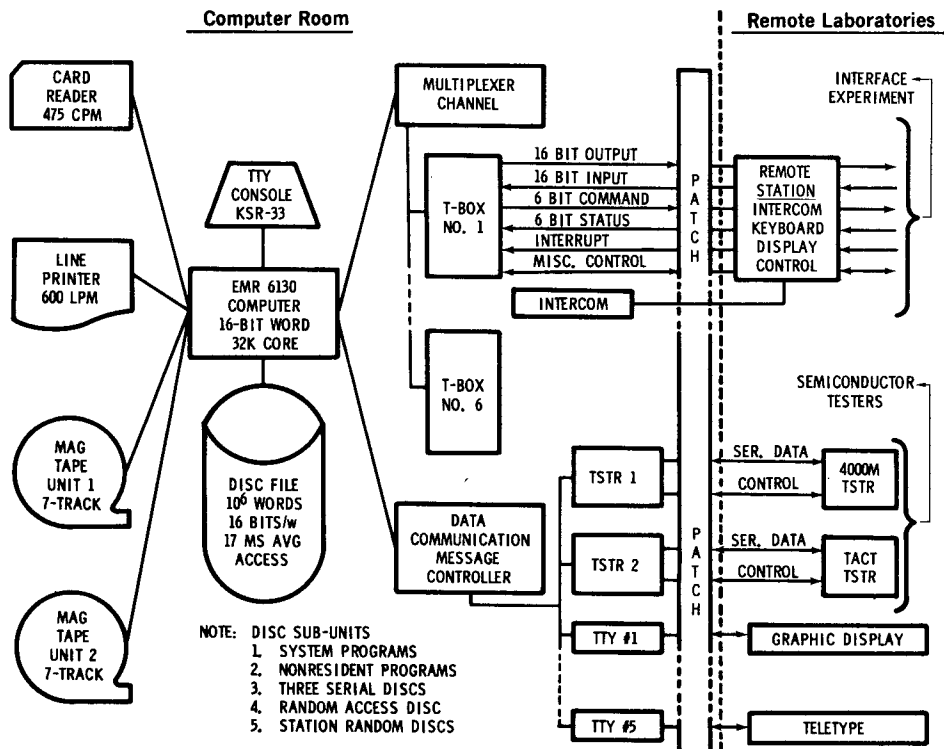 Computer Room
Remote Laboratories
CARD
READER
475 CPM
MULTIPLEXER
CHANNEL
INTERFACE
EXPERIMENT
TTY
CONSOLE
KSR-33
T-BOX
NO. 1
16 BIT OUTPUT
16 BIT INPUT
6 BIT COMMAND
6 BIT STATUS
INTERRUPT
MISC. CONTROL
PATCH
REMOTE
STATION
INTERCOM
KEYBOARD
DISPLAY
CONTROL
LINE
PRINTER
600 LPM
EMR 6130
COMPUTER
16-BIT WORD
32K CORE
INTERCOM
T-BOX
NO. 6
SEMICONDUCTOR
TESTERS
MAG
TAPE
UNIT 1
7-TRACK
DISC FILE
10⁶ WORDS
16 BITS/w
17 MS AVG
ACCESS
DATA
COMMUNICATION
MESSAGE
CONTROLLER
TSTR 1
SER. DATA
CONTROL
4000M
TSTR
TSTR 2
PATCH
SER. DATA
CONTROL
TACT
TSTR
MAG
TAPE
UNIT 2
7-TRACK
TTY #1
GRAPHIC DISPLAY
TTY #5
TELETYPE
NOTE: DISC SUB-UNITS
1. SYSTEM PROGRAMS
2. NONRESIDENT PROGRAMS
3. THREE SERIAL DISCS
4. RANDOM ACCESS DISC
5. STATION RANDOM DISCS